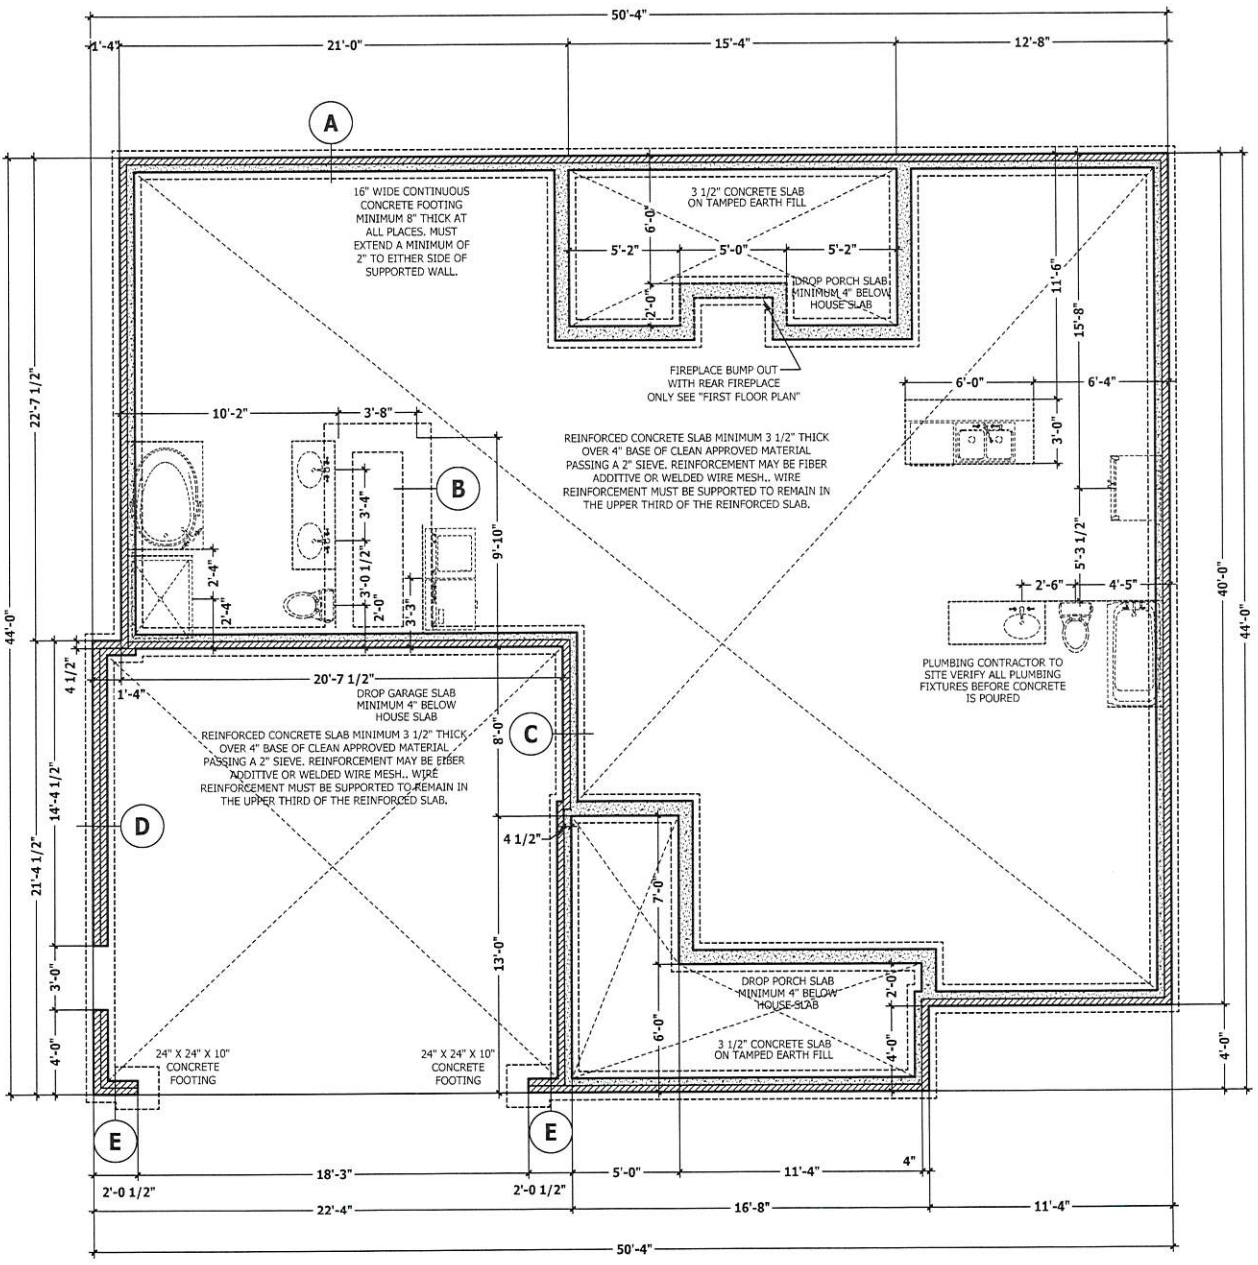 50'-4"
1'-4"
21'-0"
15'-4"
12'-8"
A
16" WIDE CONTINUOUS
CONCRETE FOOTING
MINIMUM 8" THICK AT
ALL PLACES. MUST
EXTEND A MINIMUM OF
2" TO EITHER SIDE OF
SUPPORTED WALL.
3 1/2" CONCRETE SLAB
ON TAMPED EARTH FILL
6'-0"
5'-2"
5'-0"
5'-2"
2'-0"
DROP PORCH SLAB
MINIMUM 4" BELOW
HOUSE SLAB
11'-6"
15'-8"
FIREPLACE BUMP OUT
WITH REAR FIREPLACE
ONLY SEE "FIRST FLOOR PLAN"
6'-0"
6'-4"
3'-0"
22'-7 1/2"
10'-2"
3'-8"
REINFORCED CONCRETE SLAB MINIMUM 3 1/2" THICK
OVER 4" BASE OF CLEAN APPROVED MATERIAL
PASSING A 2" SIEVE. REINFORCEMENT MAY BE FIBER
ADDITIVE OR WELDED WIRE MESH.. WIRE
REINFORCEMENT MUST BE SUPPORTED TO REMAIN IN
THE UPPER THIRD OF THE REINFORCED SLAB.
B
3'-4"
9'-10"
5'-3 1/2"
2'-4"
2'-4"
3'-0 1/2"
2'-0"
3'-3"
2'-6"
4'-5"
40'-0"
44'-0"
44'-0"
PLUMBING CONTRACTOR TO
SITE VERIFY ALL PLUMBING
FIXTURES BEFORE CONCRETE
IS POURED
4 1/2"
1'-4"
20'-7 1/2"
DROP GARAGE SLAB
MINIMUM 4" BELOW
HOUSE SLAB
REINFORCED CONCRETE SLAB MINIMUM 3 1/2" THICK
OVER 4" BASE OF CLEAN APPROVED MATERIAL
PASSING A 2" SIEVE. REINFORCEMENT MAY BE FIBER
ADDITIVE OR WELDED WIRE MESH.. WIRE
REINFORCEMENT MUST BE SUPPORTED TO REMAIN IN
THE UPPER THIRD OF THE REINFORCED SLAB.
8'-0"
C
D
14'-4 1/2"
21'-4 1/2"
4 1/2"
7'-0"
13'-0"
3'-0"
4'-0"
DROP PORCH SLAB
MINIMUM 4" BELOW
HOUSE SLAB
2'-0"
6'-0"
4'-0"
4'-0"
3 1/2" CONCRETE SLAB
ON TAMPED EARTH FILL
24" X 24" X 10"
CONCRETE
FOOTING
24" X 24" X 10"
CONCRETE
FOOTING
E
E
18'-3"
5'-0"
11'-4"
4"
2'-0 1/2"
2'-0 1/2"
22'-4"
16'-8"
11'-4"
50'-4"